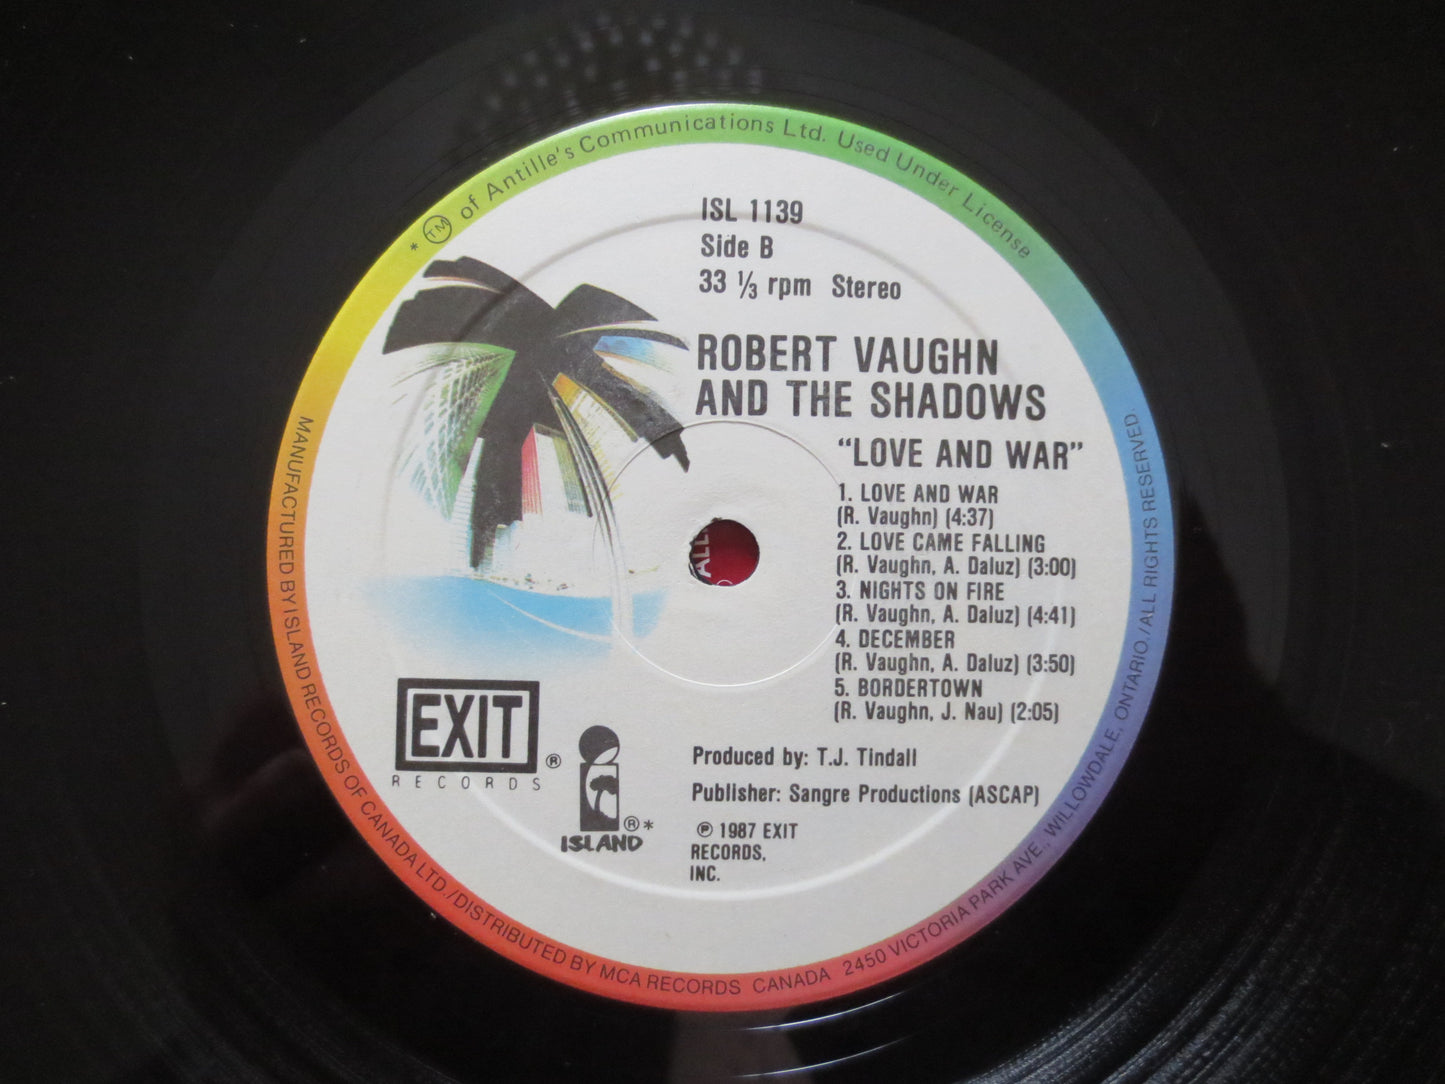 * TM of Antille's Communications Ltd. Used Under License
ISL 1139
Side B
33 ⅓ rpm Stereo
ROBERT VAUGHN
AND THE SHADOWS
"LOVE AND WAR"
1. LOVE AND WAR
(R. Vaughn) (4:37)
2. LOVE CAME FALLING
(R. Vaughn, A. Daluz) (3:00)
3. NIGHTS ON FIRE
(R. Vaughn, A. Daluz) (4:41)
4. DECEMBER
(R. Vaughn, A. Daluz) (3:50)
5. BORDERTOWN
(R. Vaughn, J. Nau) (2:05)
EXIT ®
RECORDS
®*
ISLAND
Produced by: T.J. Tindall
Publisher: Sangre Productions (ASCAP)
℗ 1987 EXIT
RECORDS,
INC.
MANUFACTURED BY ISLAND RECORDS OF CANADA LTD./DISTRIBUTED BY MCA RECORDS CANADA 2450 VICTORIA PARK AVE., WILLOWDALE, ONTARIO./ALL RIGHTS RESERVED.